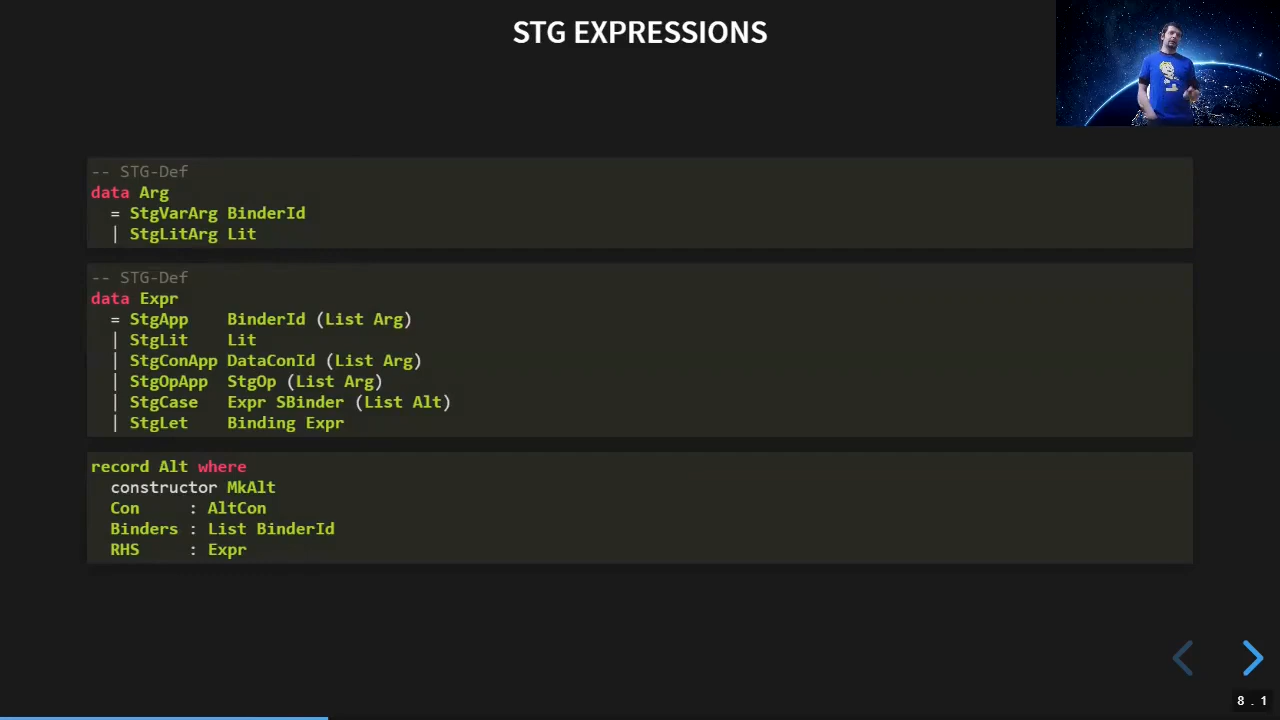 STG EXPRESSIONS
-- STG-Def
data Arg
  = StgVarArg BinderId
  | StgLitArg Lit
-- STG-Def
data Expr
  = StgApp    BinderId (List Arg)
  | StgLit    Lit
  | StgConApp DataConId (List Arg)
  | StgOpApp  StgOp (List Arg)
  | StgCase   Expr SBinder (List Alt)
  | StgLet    Binding Expr
record Alt where
  constructor MkAlt
  Con     : AltCon
  Binders : List BinderId
  RHS     : Expr
8 . 1